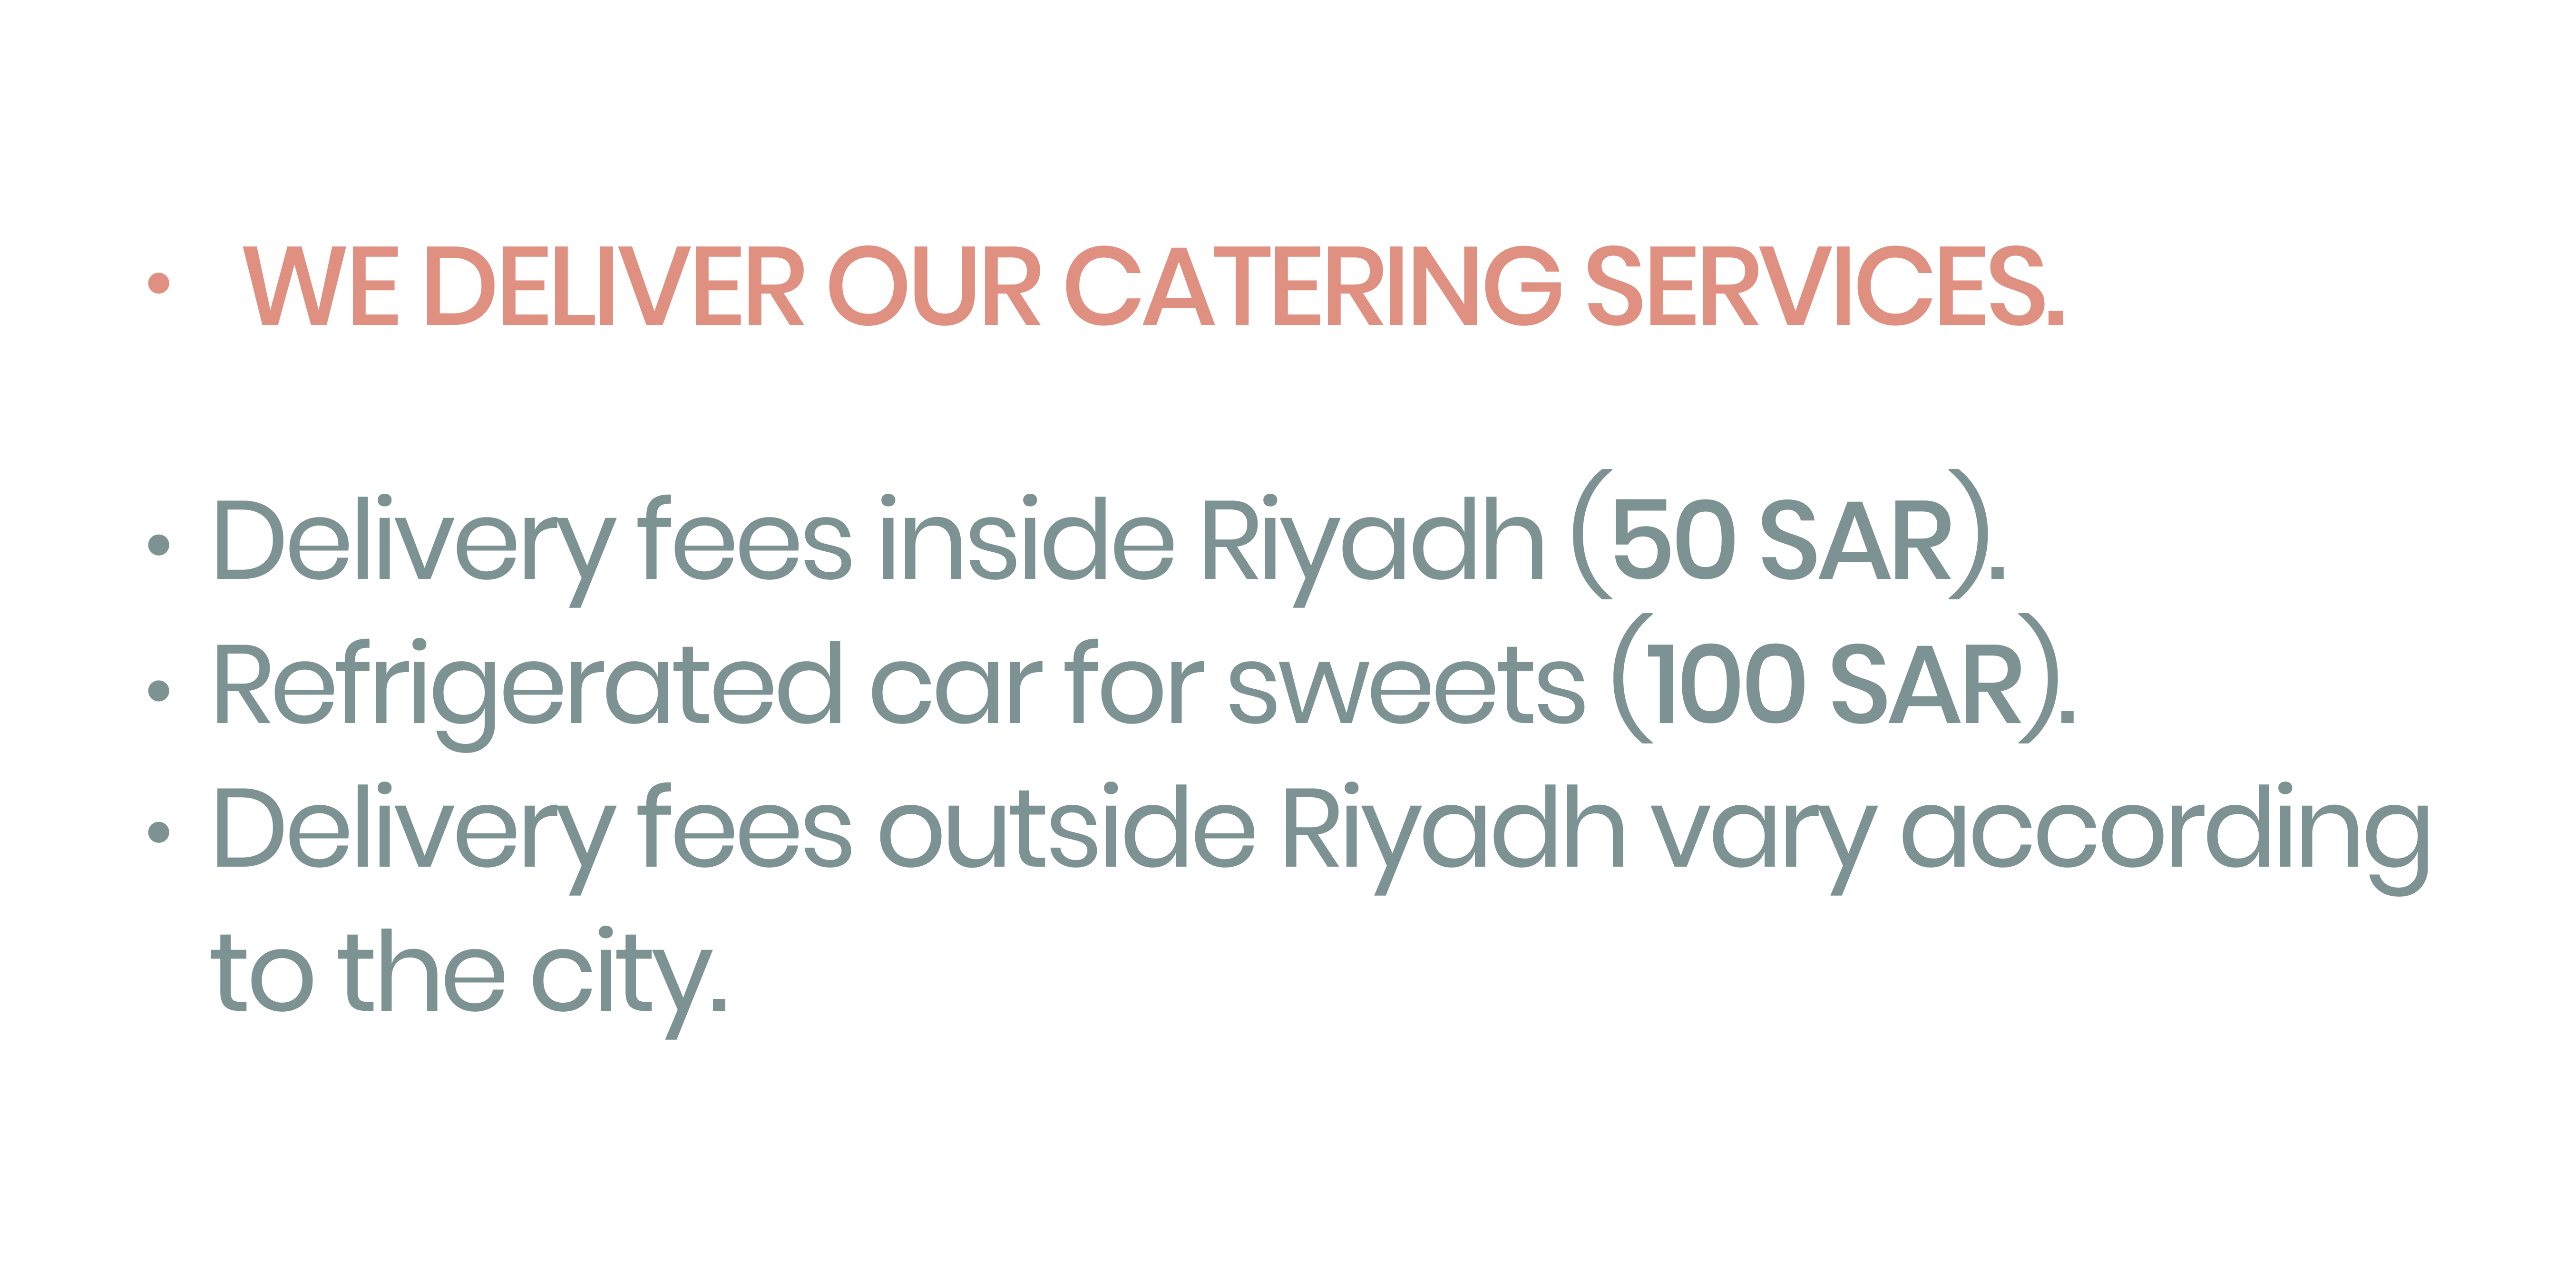 • WE DELIVER OUR CATERING SERVICES.
• Delivery fees inside Riyadh (50 SAR).
• Refrigerated car for sweets (100 SAR).
• Delivery fees outside Riyadh vary according
to the city.